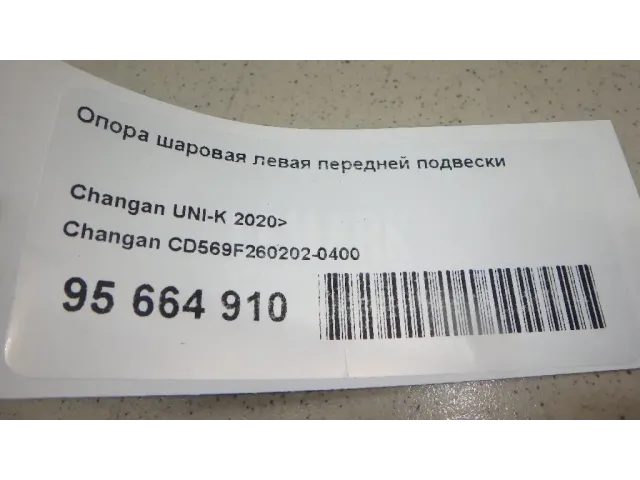 Опора шаровая левая передней подвески
Changan UNI-K 2020>
Changan CD569F260202-0400
95 664 910